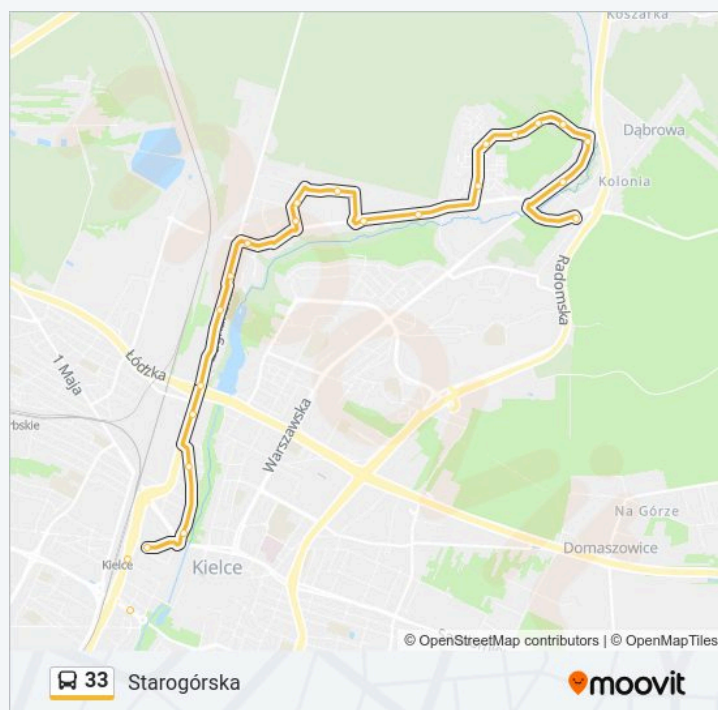 Koszarka
Dąbrowa
Kolonia
Radomska
Łódzka
1 Maja
Warszawska
Na Górze
Domaszowice
Kielce
Kielce
© OpenStreetMap contributors | © OpenMapTiles
33 Starogórska
moovit